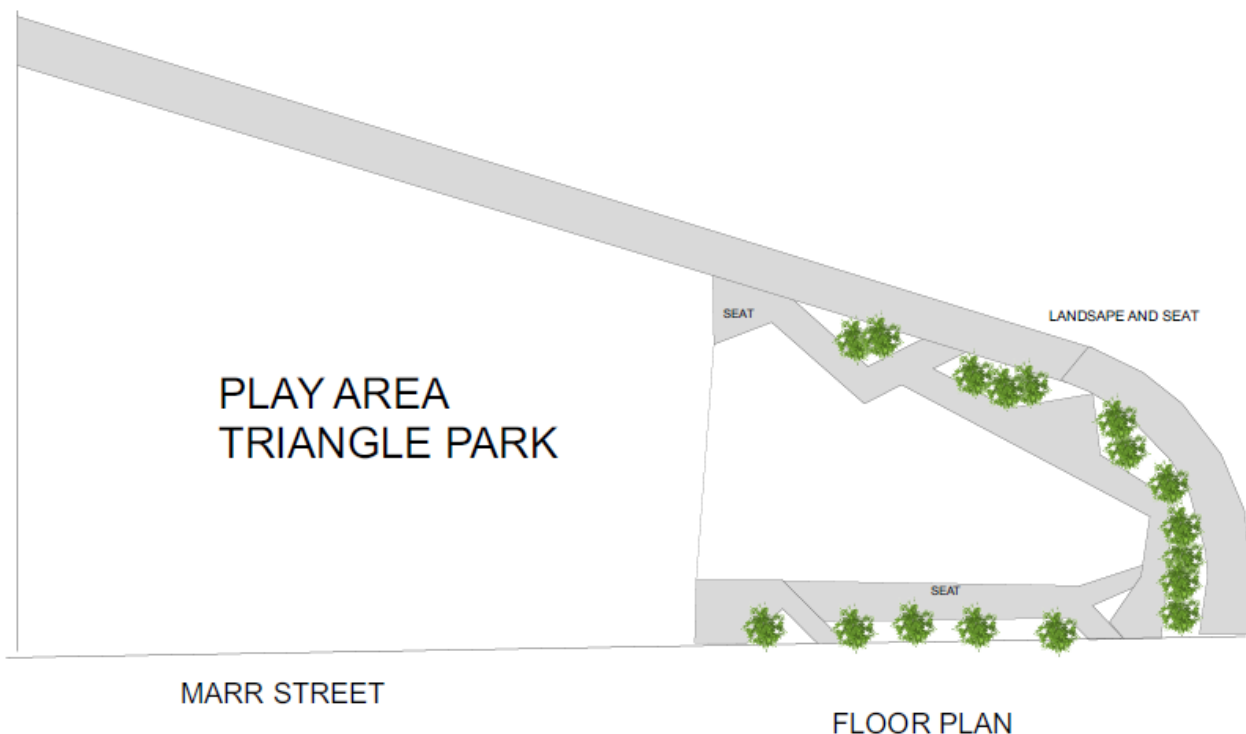 SEAT
LANDSAPE AND SEAT
PLAY AREA
TRIANGLE PARK
SEAT
MARR STREET
FLOOR PLAN